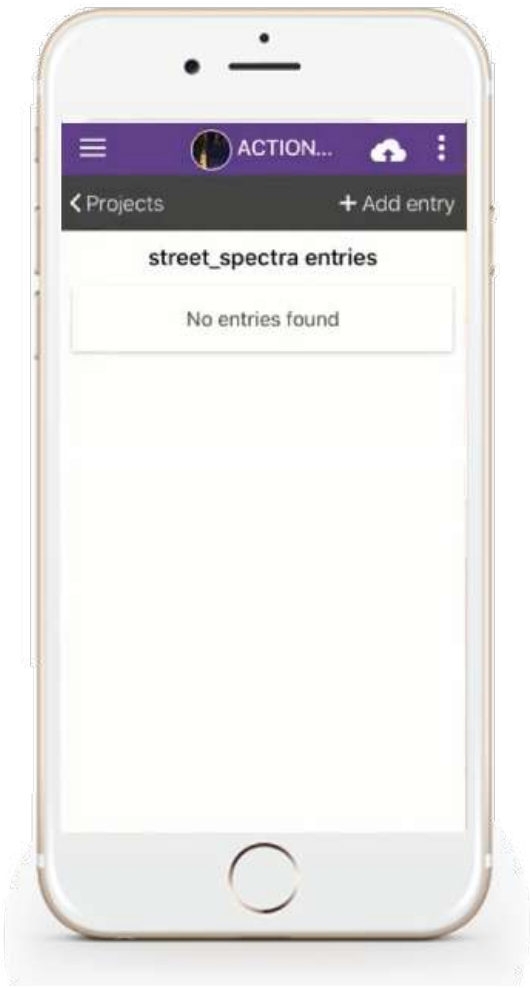 ACTION...
Projects
+ Add entry
street_spectra entries
No entries found